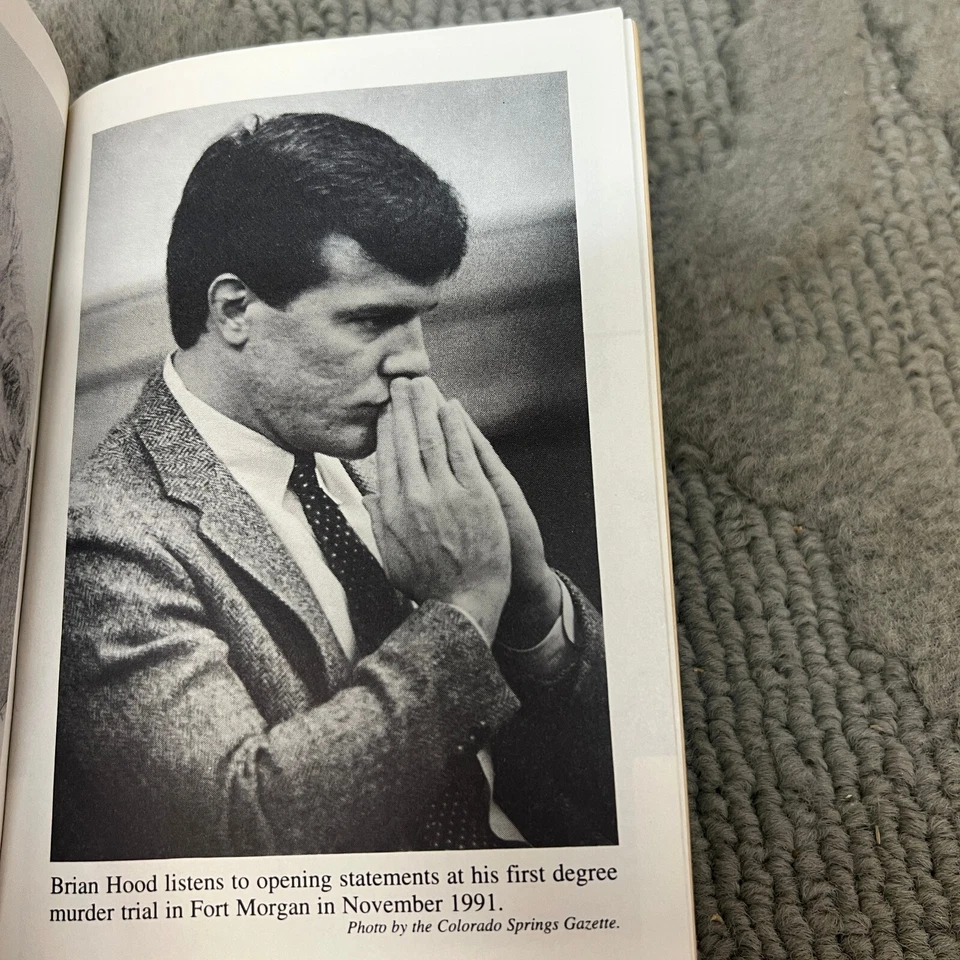 Brian Hood listens to opening statements at his first degree
murder trial in Fort Morgan in November 1991.
Photo by the Colorado Springs Gazette.